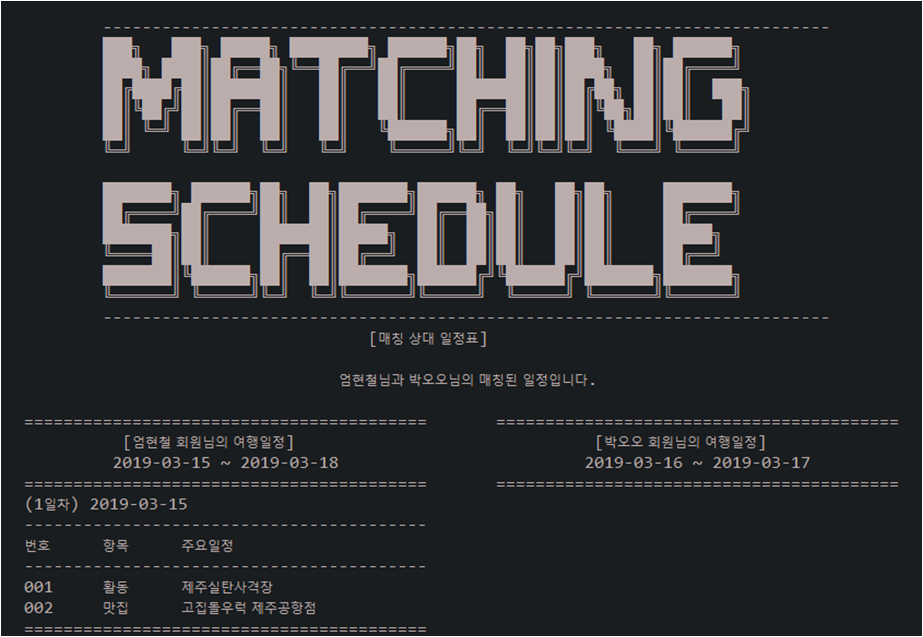 MATCHING
SCHEDULE
[매칭 상대 일정표]
엄현철님과 박오오님의 매칭된 일정입니다.
[엄현철 회원님의 여행일정]
2019-03-15 ~ 2019-03-18
[박오오 회원님의 여행일정]
2019-03-16 ~ 2019-03-17
(1일차) 2019-03-15
번호 항목 주요일정
001 활동 제주실탄사격장
002 맛집 고집돌우럭 제주공항점